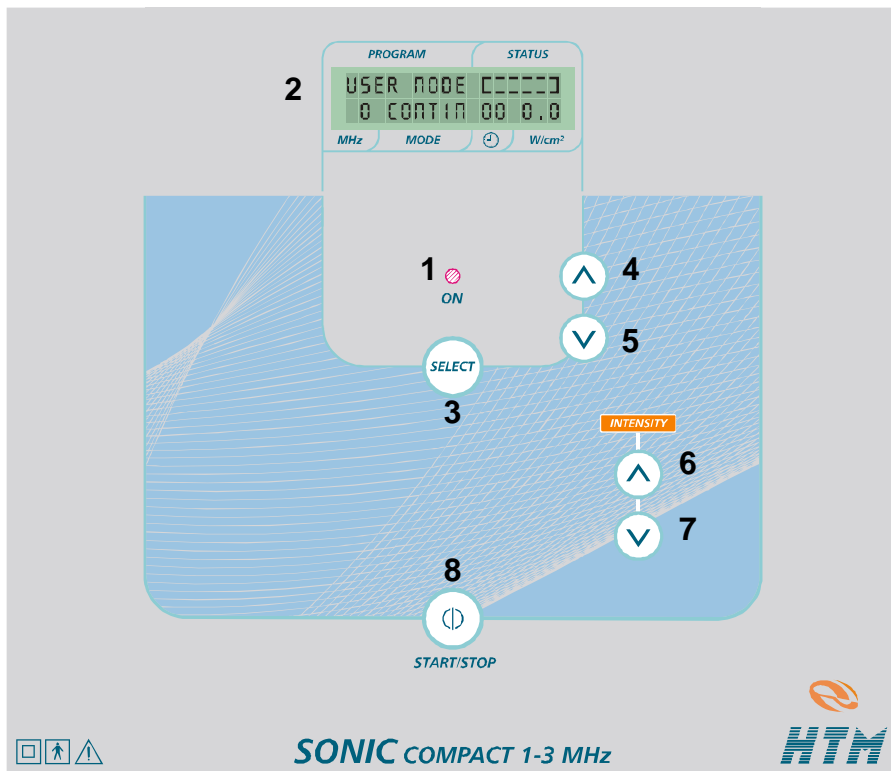 PROGRAM STATUS
2
USER MODE [-----]
0 CONTIN 00 0.0
MHz MODE W/cm²
1
ON
4
5
SELECT
3
INTENSITY
6
7
8
START/STOP
SONIC COMPACT 1-3 MHz
HTM